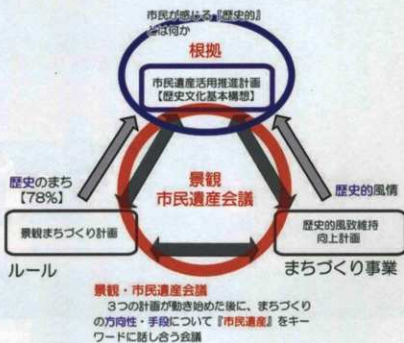 市民が感じる『歴史的』
とは何か
根拠
市民遺産活用推進計画
【歴史文化基本構想】
歴史のまち
【78%】
景観
市民遺産会議
歴史的風情
景観まちづくり計画
歴史的風致維持
向上計画
ルール
まちづくり事業
景観・市民遺産会議
3つの計画が動き始めた後に、まちづくり
の方向性・手段について『市民遺産』をキー
ワードに話し合う会議